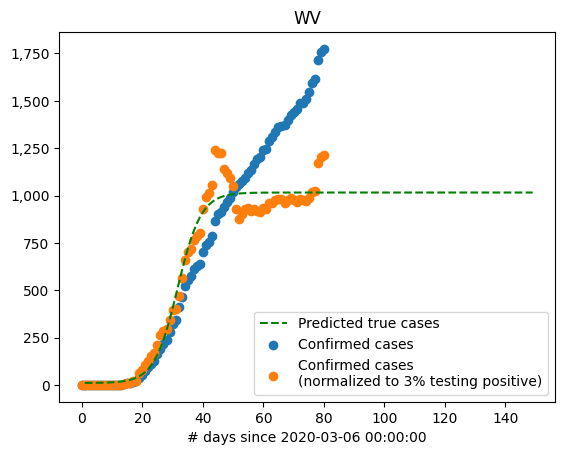 WV
1,750
1,500
1,250
1,000
750
500
250
0
Predicted true cases
Confirmed cases
Confirmed cases
(normalized to 3% testing positive)
0 20 40 60 80 100 120 140
# days since 2020-03-06 00:00:00